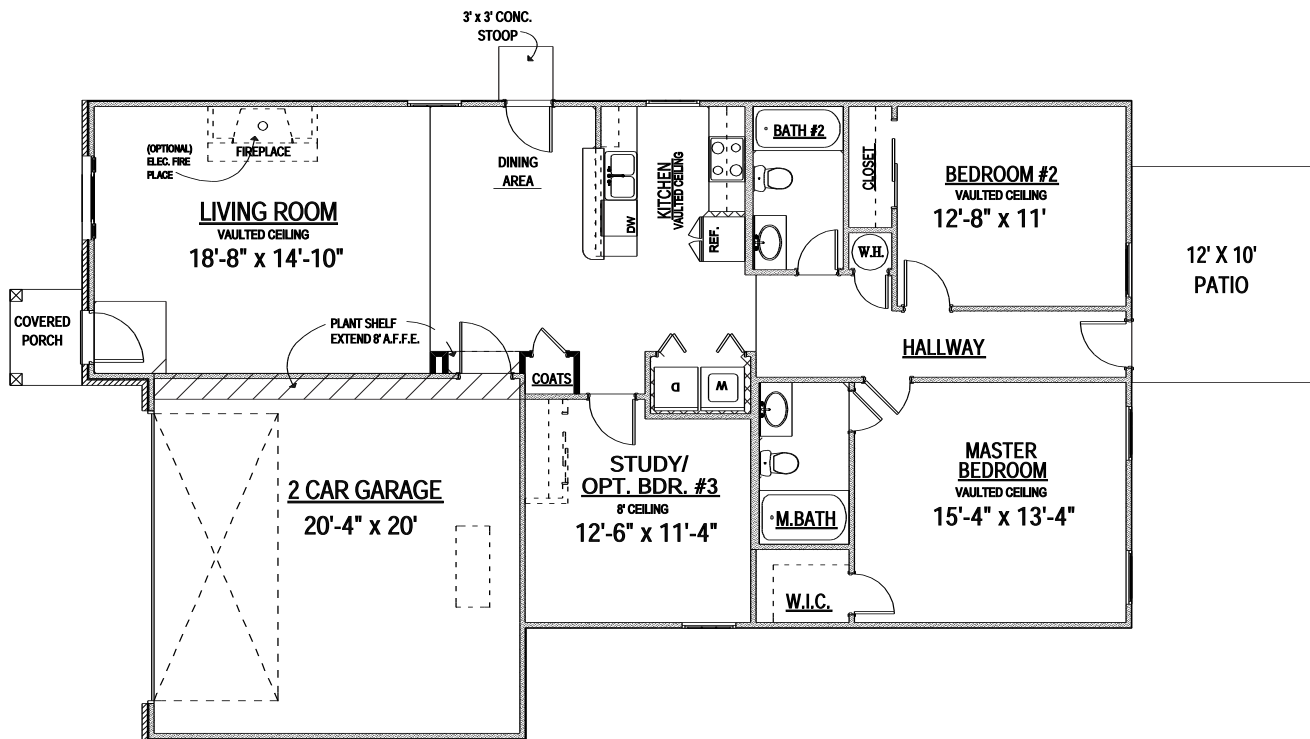 3' x 3' CONC.
STOOP
(OPTIONAL)
ELEC. FIRE
PLACE
FIREPLACE
LIVING ROOM
VAULTED CEILING
18'-8" x 14'-10"
DINING
AREA
DW
KITCHEN
VAULTED CEILING
REF.
BATH #2
CLOSET
W.H.
BEDROOM #2
VAULTED CEILING
12'-8" x 11'
12' X 10'
PATIO
COVERED
PORCH
PLANT SHELF
EXTEND 8' A.F.F.E.
COATS
D
W
HALLWAY
2 CAR GARAGE
20'-4" x 20'
STUDY/
OPT. BDR. #3
8' CEILING
12'-6" x 11'-4"
M.BATH
W.I.C.
MASTER
BEDROOM
VAULTED CEILING
15'-4" x 13'-4"